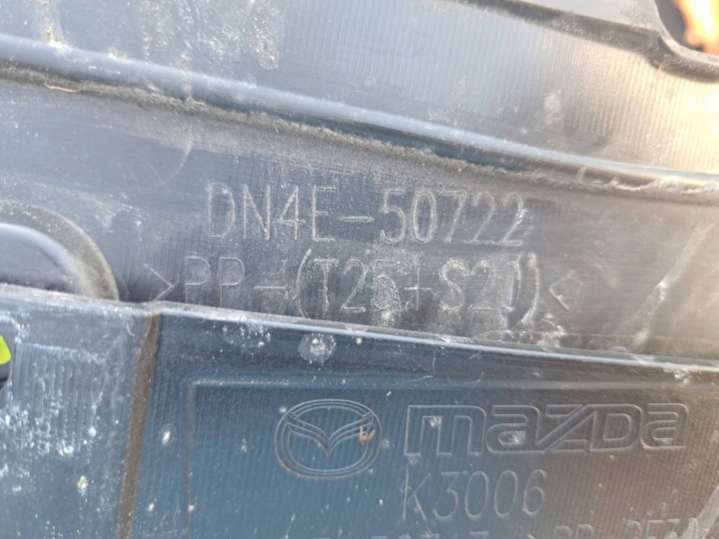 DN4E-50722
>PP-(T25+S20)<
mazda
K3006